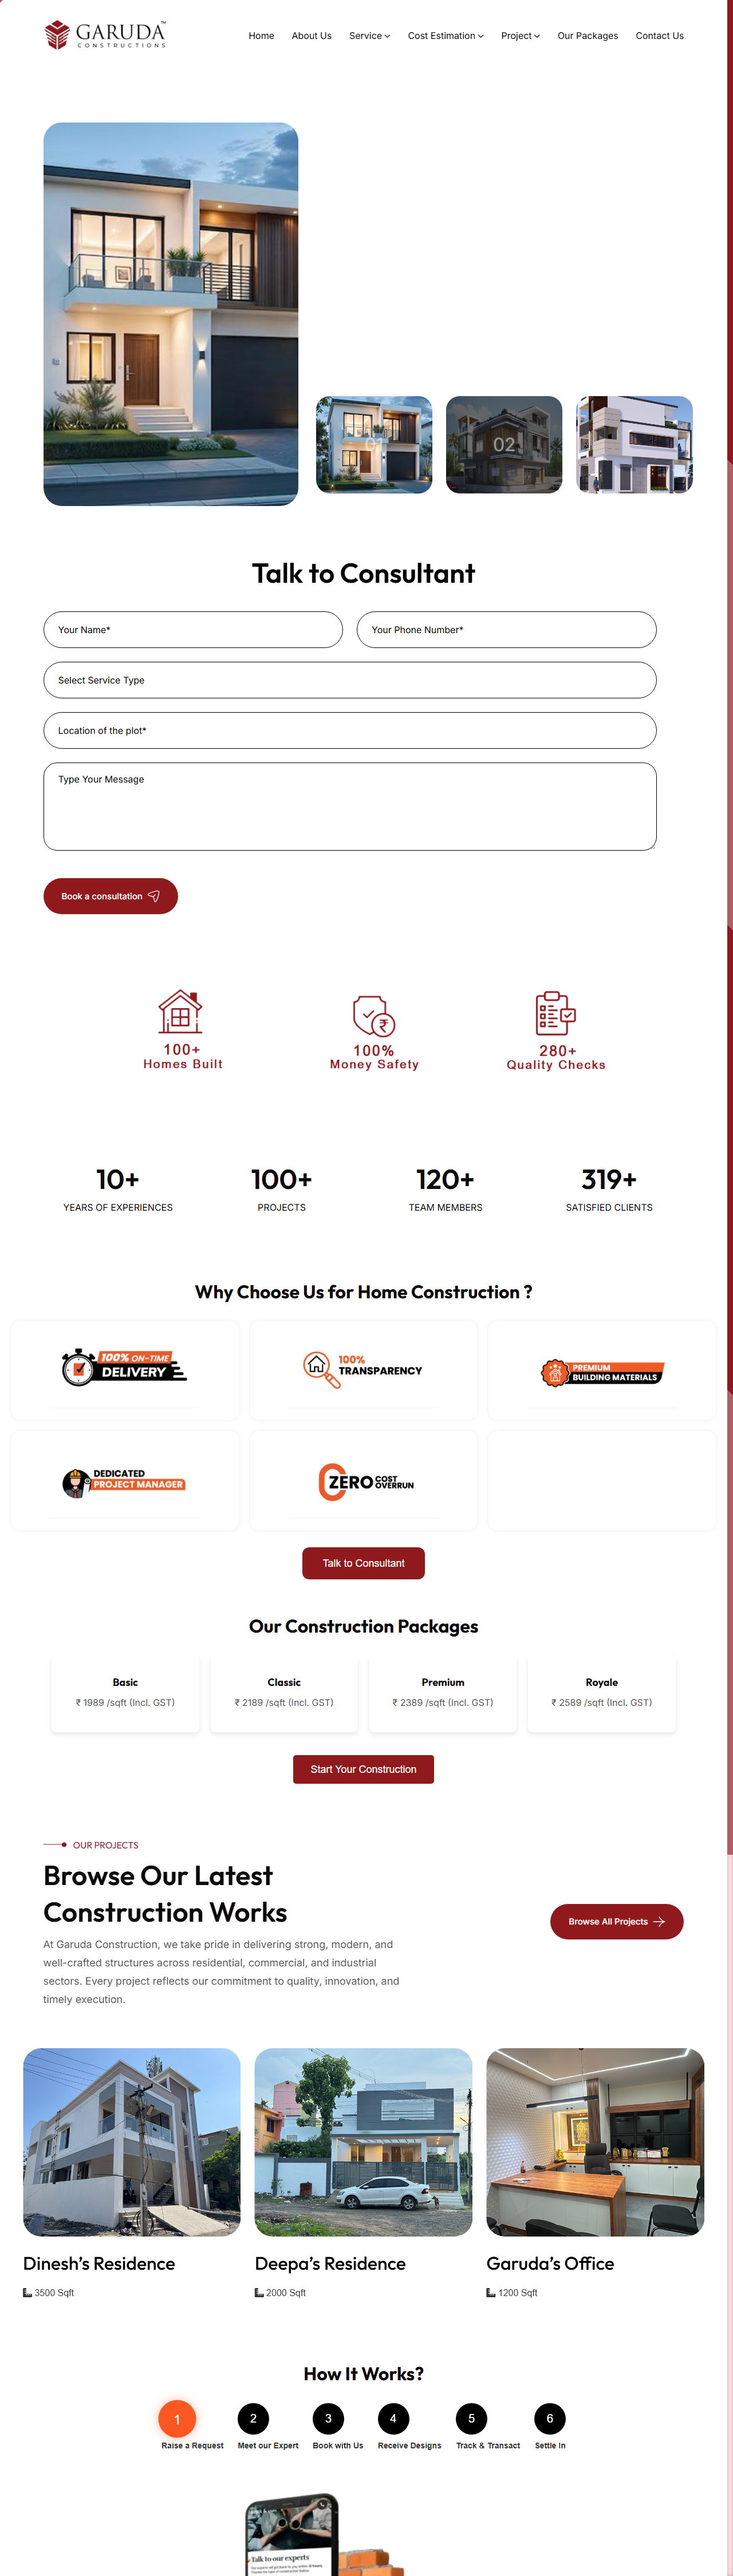 GARUDA™
CONSTRUCTIONS
Home
About Us
Service
Cost Estimation
Project
Our Packages
Contact Us
01
02
Talk to Consultant
Your Name*
Your Phone Number*
Select Service Type
Location of the plot*
Type Your Message
Book a consultation
100+
Homes Built
100%
Money Safety
280+
Quality Checks
10+
YEARS OF EXPERIENCES
100+
PROJECTS
120+
TEAM MEMBERS
319+
SATISFIED CLIENTS
Why Choose Us for Home Construction ?
100% ON-TIME
DELIVERY
100%
TRANSPARENCY
PREMIUM
BUILDING MATERIALS
DEDICATED
PROJECT MANAGER
ZERO COST
OVERRUN
Talk to Consultant
Our Construction Packages
Basic
₹ 1989 /sqft (Incl. GST)
Classic
₹ 2189 /sqft (Incl. GST)
Premium
₹ 2389 /sqft (Incl. GST)
Royale
₹ 2589 /sqft (Incl. GST)
Start Your Construction
OUR PROJECTS
Browse Our Latest
Construction Works
Browse All Projects
At Garuda Construction, we take pride in delivering strong, modern, and
well-crafted structures across residential, commercial, and industrial
sectors. Every project reflects our commitment to quality, innovation, and
timely execution.
Dinesh’s Residence
3500 Sqft
Deepa’s Residence
2000 Sqft
Garuda’s Office
1200 Sqft
How It Works?
1
Raise a Request
2
Meet our Expert
3
Book with Us
4
Receive Designs
5
Track & Transact
6
Settle In
Talk to our experts